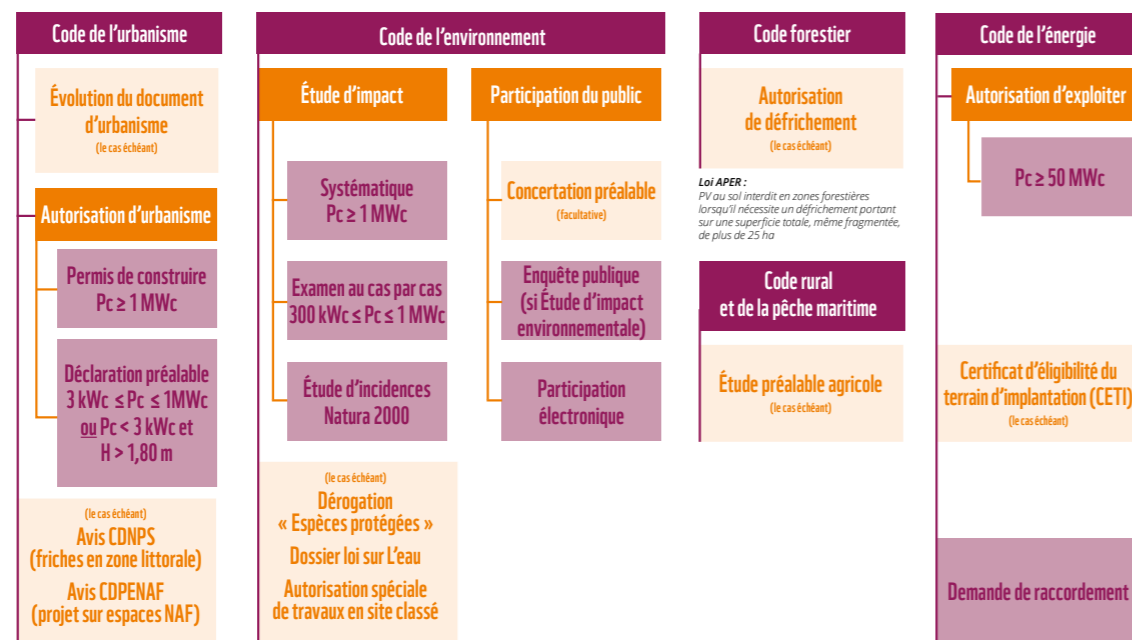 Code de l'urbanisme
Évolution du document
d'urbanisme
(le cas échéant)
Autorisation d'urbanisme
Permis de construire
Pc ≥ 1 MWc
Déclaration préalable
3 kWc ≤ Pc ≤ 1MWc
ou Pc < 3 kWc et
H > 1,80 m
(le cas échéant)
Avis CDNPS
(friches en zone littorale)
Avis CDPENAF
(projet sur espaces NAF)
Code de l'environnement
Étude d'impact
Systématique
Pc ≥ 1 MWc
Examen au cas par cas
300 kWc ≤ Pc ≤ 1 MWc
Étude d'incidences
Natura 2000
(le cas échéant)
Dérogation
« Espèces protégées »
Dossier loi sur L'eau
Autorisation spéciale
de travaux en site classé
Participation du public
Concertation préalable
(facultative)
Enquête publique
(si Étude d'impact
environnementale)
Participation
électronique
Code forestier
Autorisation
de défrichement
(le cas échéant)
Loi APER :
PV au sol interdit en zones forestières
lorsqu'il nécessite un défrichement portant
sur une superficie totale, même fragmentée,
de plus de 25 ha
Code rural
et de la pêche maritime
Étude préalable agricole
(le cas échéant)
Code de l'énergie
Autorisation d'exploiter
Pc ≥ 50 MWc
Certificat d'éligibilité du
terrain d'implantation (CETI)
(le cas échéant)
Demande de raccordement